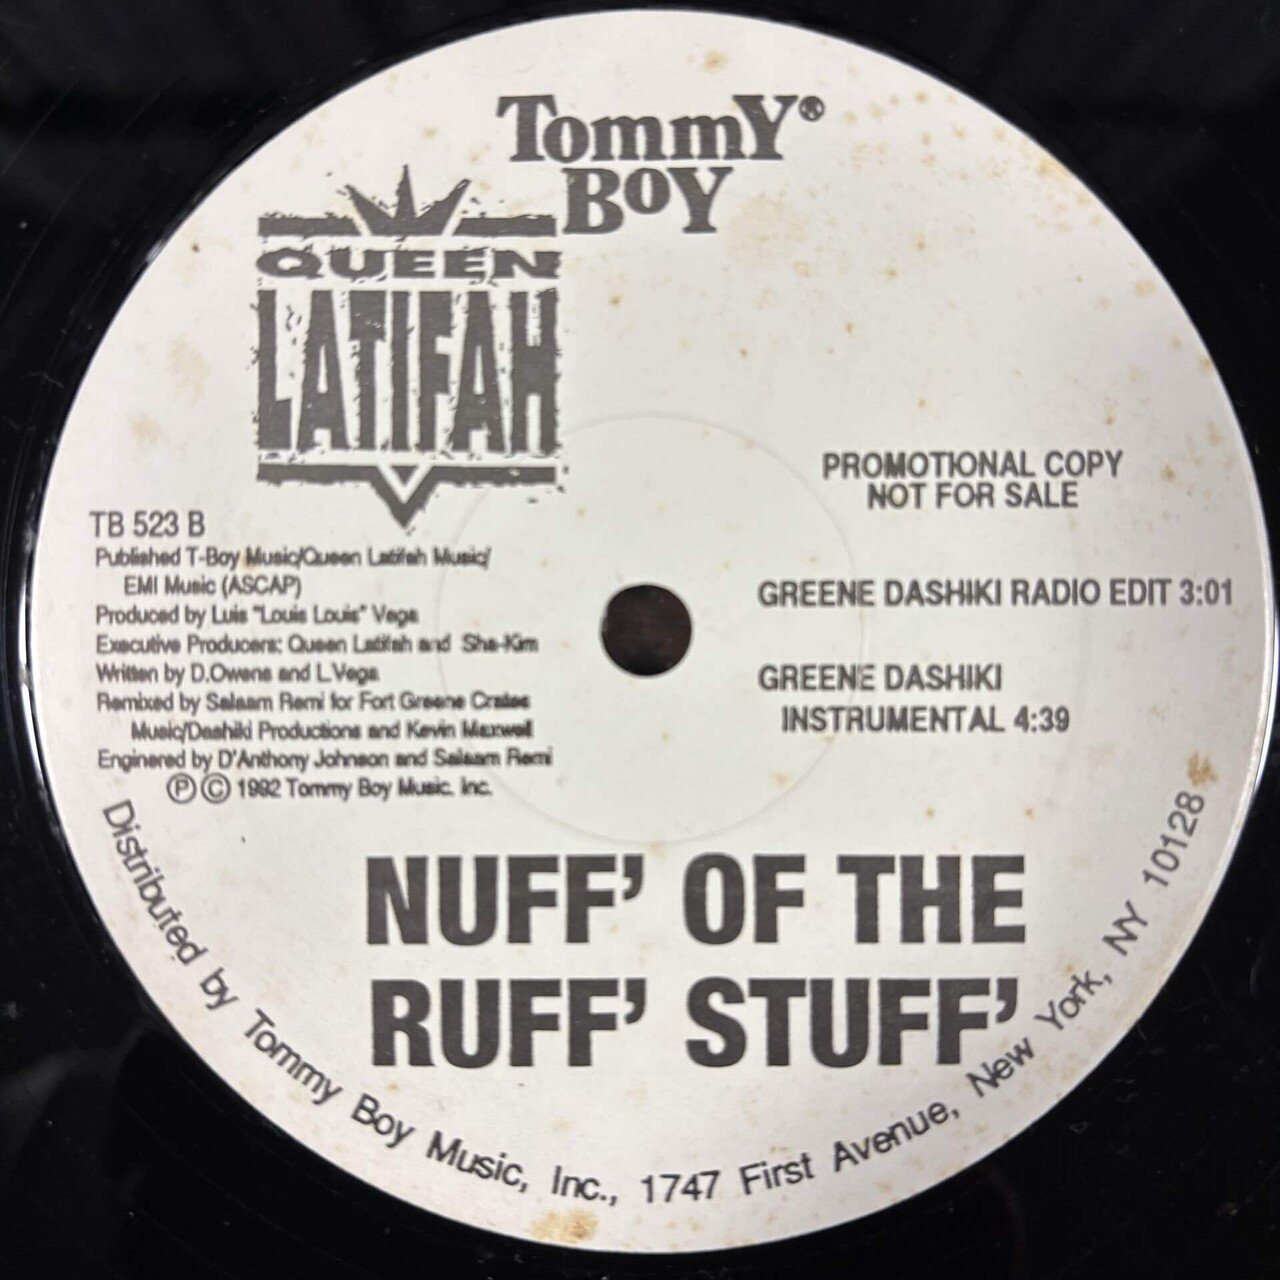 TommY®
BoY
QUEEN
LATIFAH
PROMOTIONAL COPY
NOT FOR SALE
TB 523 B
Published T-Boy Music/Queen Latifah Music/
EMI Music (ASCAP)
Produced by Luis "Louis Louis" Vega
Executive Producers: Queen Latifah and Sha-Kim
Written by D.Owens and L.Vega
Remixed by Salaam Remi for Fort Greene Crates
Music/Dashiki Productions and Kevin Maxwell
Enginered by D'Anthony Johnson and Salaam Remi
Ⓟ Ⓒ 1992 Tommy Boy Music. Inc.
GREENE DASHIKI RADIO EDIT 3:01
GREENE DASHIKI
INSTRUMENTAL 4:39
NUFF' OF THE
RUFF' STUFF'
Distributed by Tommy Boy Music, Inc., 1747 First Avenue, New York, NY 10128